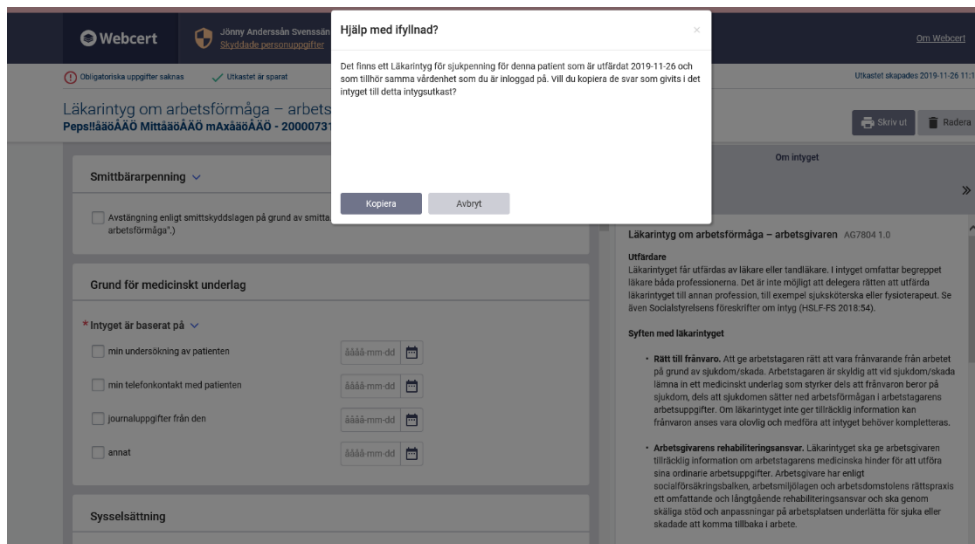 Webcert
Jönny Anderssån Svenssän
Skyddade personuppgifter
Om Webcert
Hjälp med ifyllnad?
Det finns ett Läkarintyg för sjukpenning för denna patient som är utfärdat 2019-11-26 och
som tillhör samma vårdenhet som du är inloggad på. Vill du kopiera de svar som givits i det
intyget till detta intygsutkast?
Kopiera
Avbryt
Obligatoriska uppgifter saknas
Utkastet är sparat
Utkastet skapades 2019-11-26 11:1
Läkarintyg om arbetsförmåga – arbets
Peps!!åäöÅÄÖ MittåäöÅÄÖ mAxåäöÅÄÖ - 20000731
Skriv ut
Radera
Smittbärarpenning
Avstängning enligt smittskyddslagen på grund av smitta.
arbetsförmåga".)
Grund för medicinskt underlag
* Intyget är baserat på
min undersökning av patienten
åååå-mm-dd
min telefonkontakt med patienten
åååå-mm-dd
journaluppgifter från den
åååå-mm-dd
annat
åååå-mm-dd
Sysselsättning
Om intyget
Läkarintyg om arbetsförmåga – arbetsgivaren AG7804 1.0
Utfärdare
Läkarintyget får utfärdas av läkare eller tandläkare. I intyget omfattar begreppet
läkare båda professionerna. Det är inte möjligt att delegera rätten att utfärda
läkarintyget till annan profession, till exempel sjuksköterska eller fysioterapeut. Se
även Socialstyrelsens föreskrifter om intyg (HSLF-FS 2018:54).
Syften med läkarintyget
• Rätt till frånvaro. Att ge arbetstagaren rätt att vara frånvarande från arbetet
på grund av sjukdom/skada. Arbetstagaren är skyldig att vid sjukdom/skada
lämna in ett medicinskt underlag som styrker dels att frånvaron beror på
sjukdom, dels att sjukdomen sätter ned arbetsförmågan i arbetstagarens
arbetsuppgifter. Om läkarintyget inte ger tillräcklig information kan
frånvaron anses vara olovlig och medföra att intyget behöver kompletteras.
• Arbetsgivarens rehabiliteringsansvar. Läkarintyget ska ge arbetsgivaren
tillräcklig information om arbetstagarens medicinska hinder för att utföra
sina ordinarie arbetsuppgifter. Arbetsgivare har enligt
socialförsäkringsbalken, arbetsmiljölagen och arbetsdomstolens rättspraxis
ett omfattande och långtgående rehabiliteringsansvar och ska genom
skäliga stöd och anpassningar på arbetsplatsen underlätta för sjuka eller
skadade att komma tillbaka i arbete.